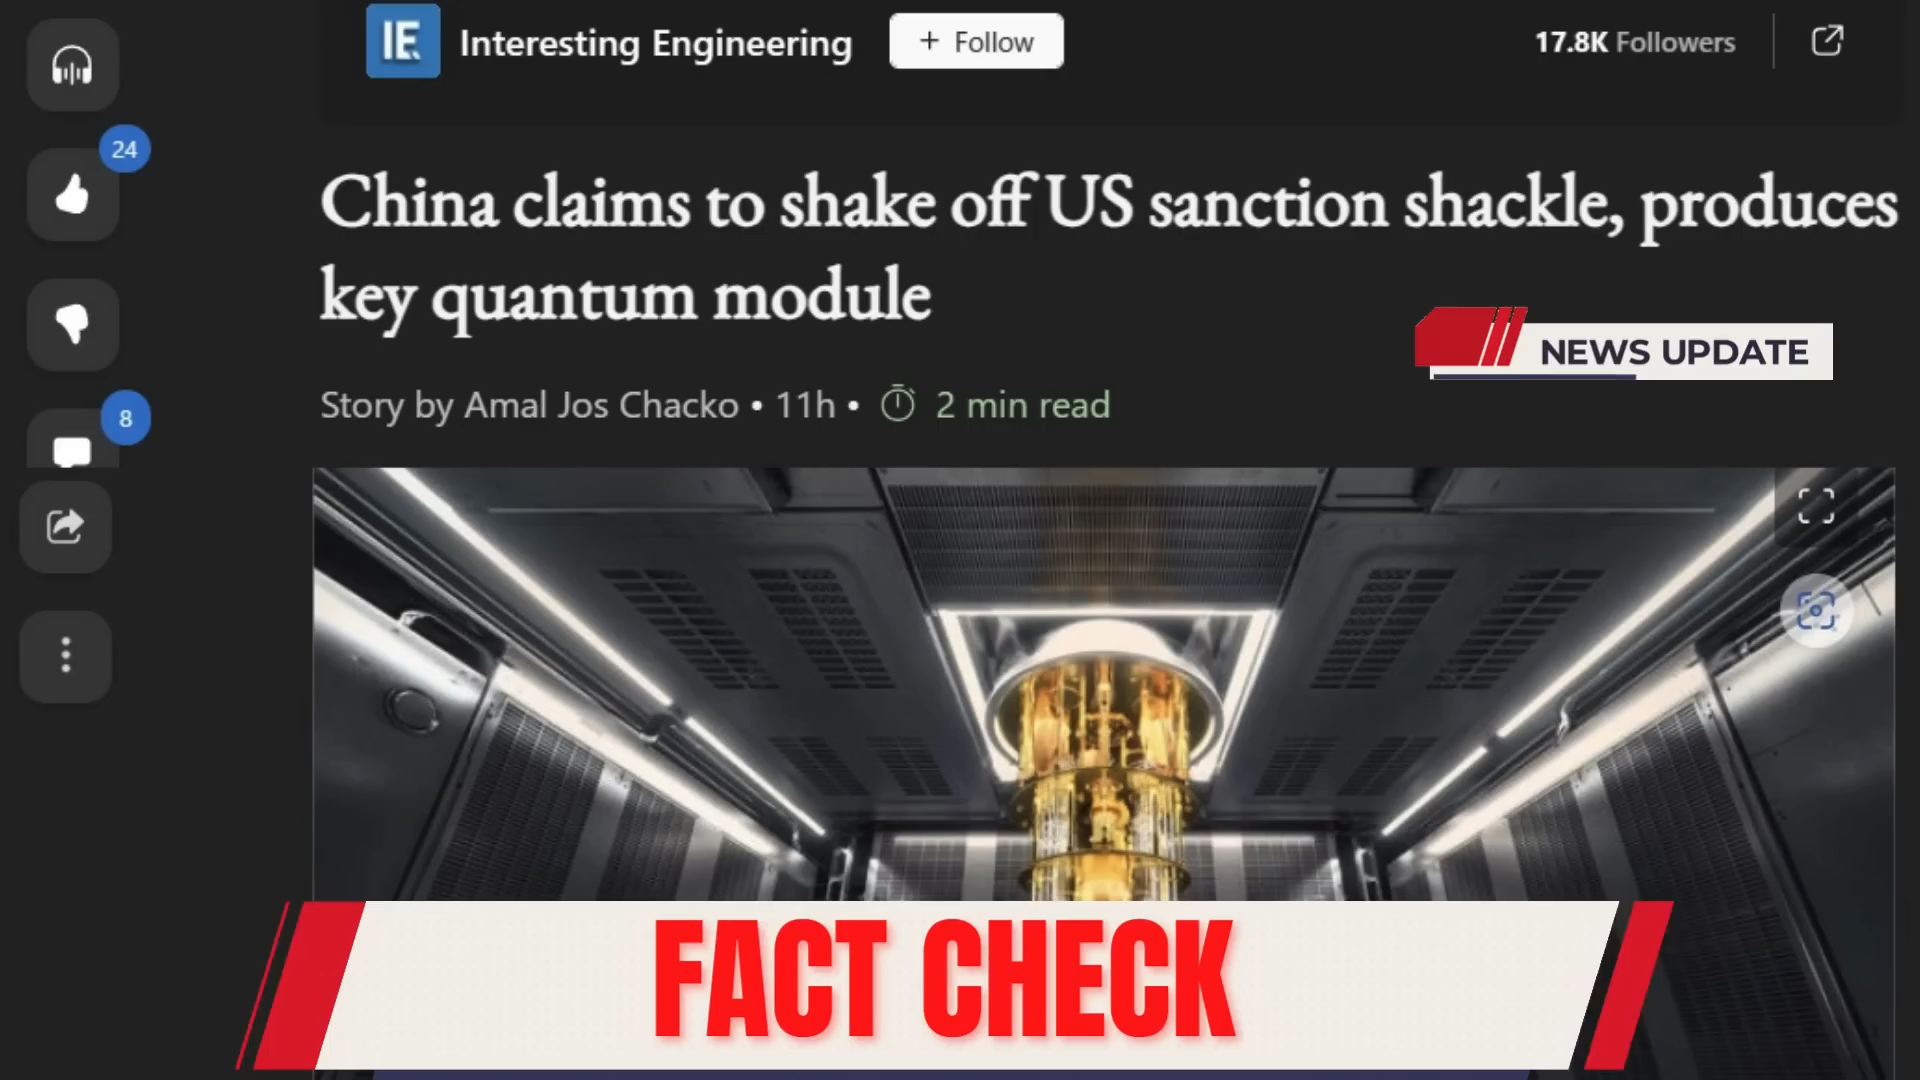 IE
Interesting Engineering
+ Follow
17.8K Followers
24
China claims to shake off US sanction shackle, produces
key quantum module
NEWS UPDATE
8
Story by Amal Jos Chacko • 11h • 2 min read
FACT CHECK